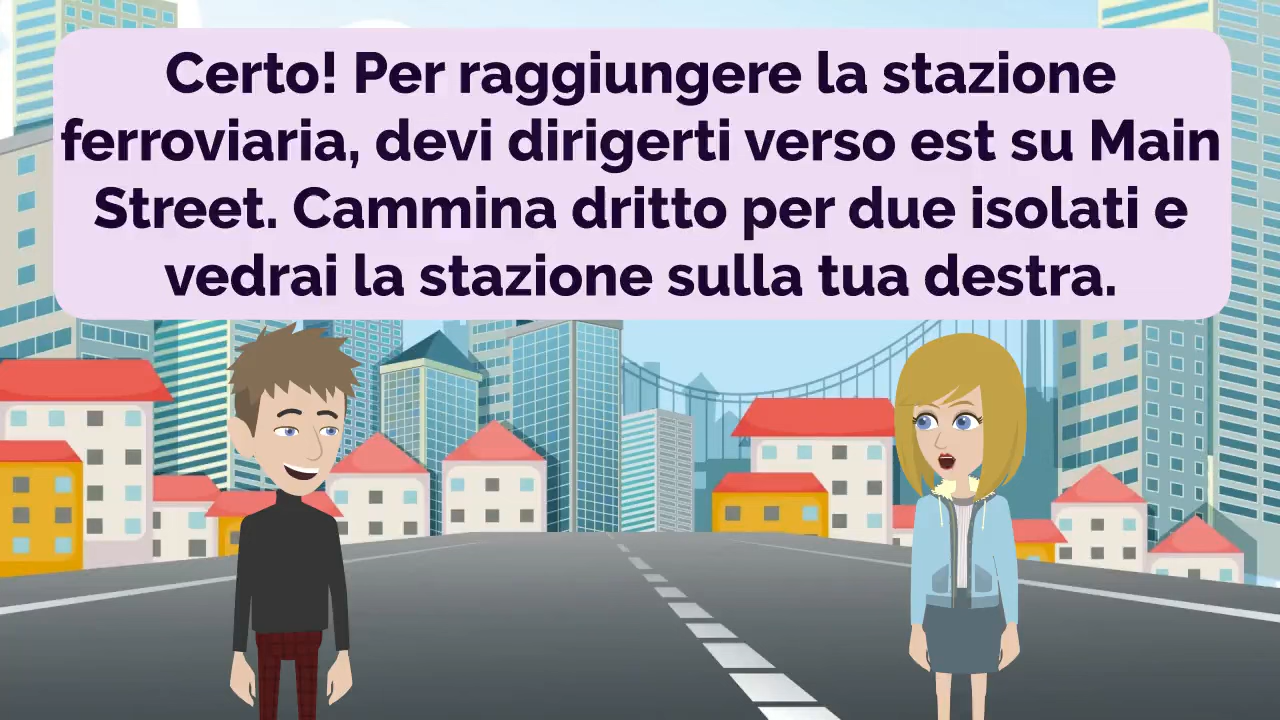 Certo! Per raggiungere la stazione
ferroviaria, devi dirigerti verso est su Main
Street. Cammina dritto per due isolati e
vedrai la stazione sulla tua destra.